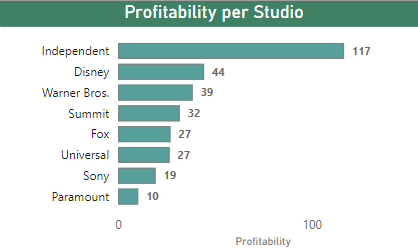 Profitability per Studio
Independent 117
Disney 44
Warner Bros. 39
Summit 32
Fox 27
Universal 27
Sony 19
Paramount 10
0 100
Profitability